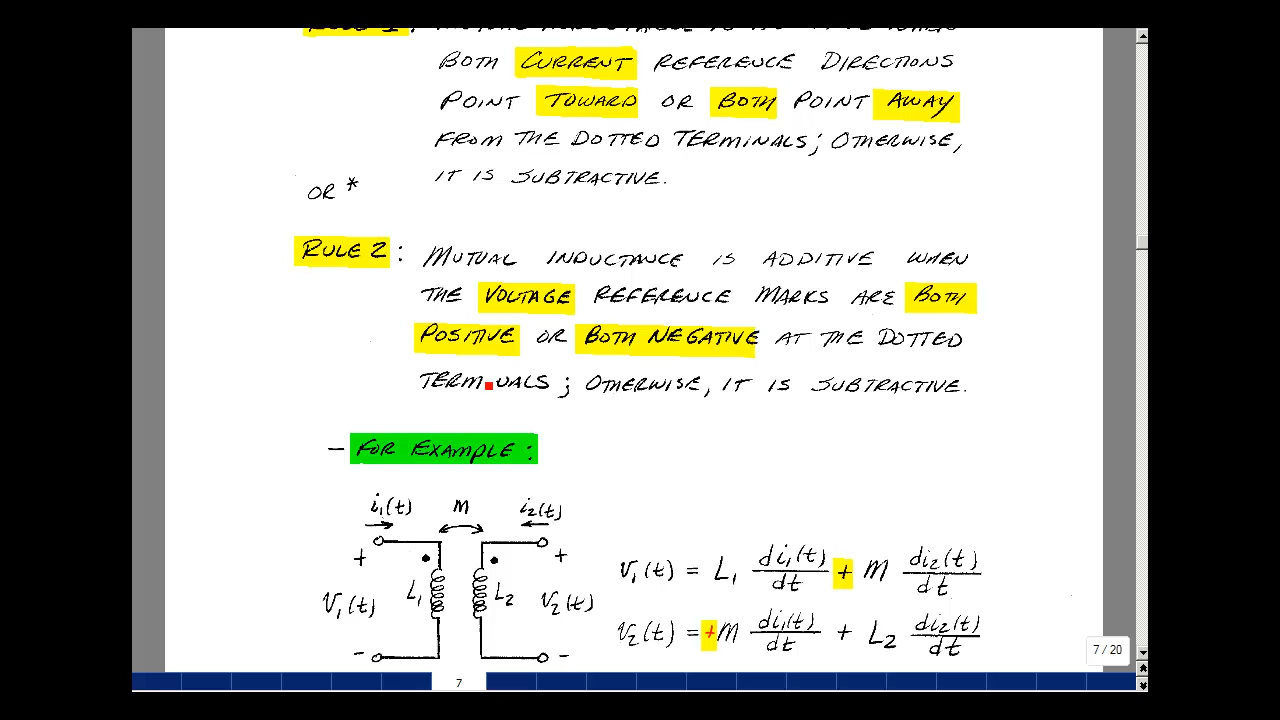 BOTH CURRENT REFERENCE DIRECTIONS
POINT TOWARD OR BOTH POINT AWAY
FROM THE DOTTED TERMINALS; OTHERWISE,
IT IS SUBTRACTIVE.
OR *
RULE 2 : MUTUAL INDUCTANCE IS ADDITIVE WHEN
THE VOLTAGE REFERENCE MARKS ARE BOTH
POSITIVE OR BOTH NEGATIVE AT THE DOTTED
TERMINALS; OTHERWISE, IT IS SUBTRACTIVE.
- FOR EXAMPLE:
i₁(t) M i₂(t)
+ +
V₁(t) L₁ L₂ V₂(t)
- -
v₁(t) = L₁ di₁(t)/dt + M di₂(t)/dt
v₂(t) = +M di₁(t)/dt + L₂ di₂(t)/dt
7 / 20
7